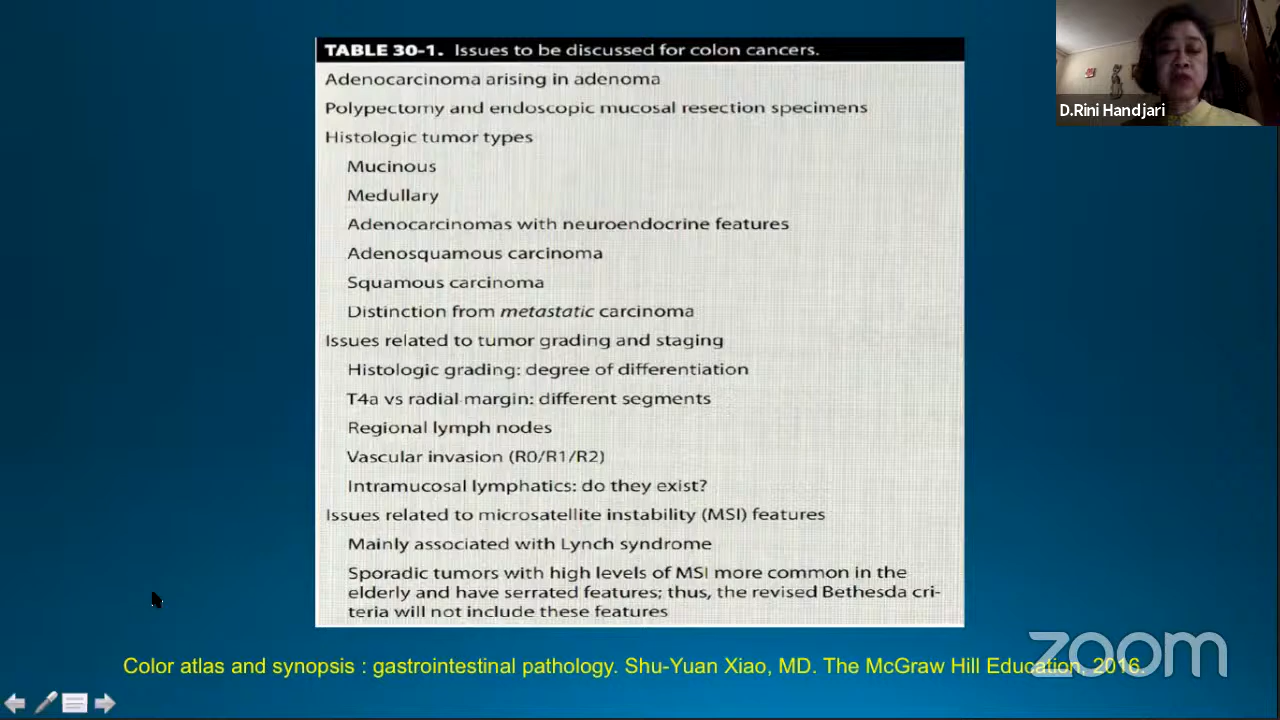 TABLE 30-1. Issues to be discussed for colon cancers.
Adenocarcinoma arising in adenoma
Polypectomy and endoscopic mucosal resection specimens
Histologic tumor types
Mucinous
Medullary
Adenocarcinomas with neuroendocrine features
Adenosquamous carcinoma
Squamous carcinoma
Distinction from metastatic carcinoma
Issues related to tumor grading and staging
Histologic grading: degree of differentiation
T4a vs radial margin: different segments
Regional lymph nodes
Vascular invasion (R0/R1/R2)
Intramucosal lymphatics: do they exist?
Issues related to microsatellite instability (MSI) features
Mainly associated with Lynch syndrome
Sporadic tumors with high levels of MSI more common in the
elderly and have serrated features; thus, the revised Bethesda cri-
teria will not include these features
D.Rini Handjari
Color atlas and synopsis : gastrointestinal pathology. Shu-Yuan Xiao, MD. The McGraw Hill Education, 2016.
zoom